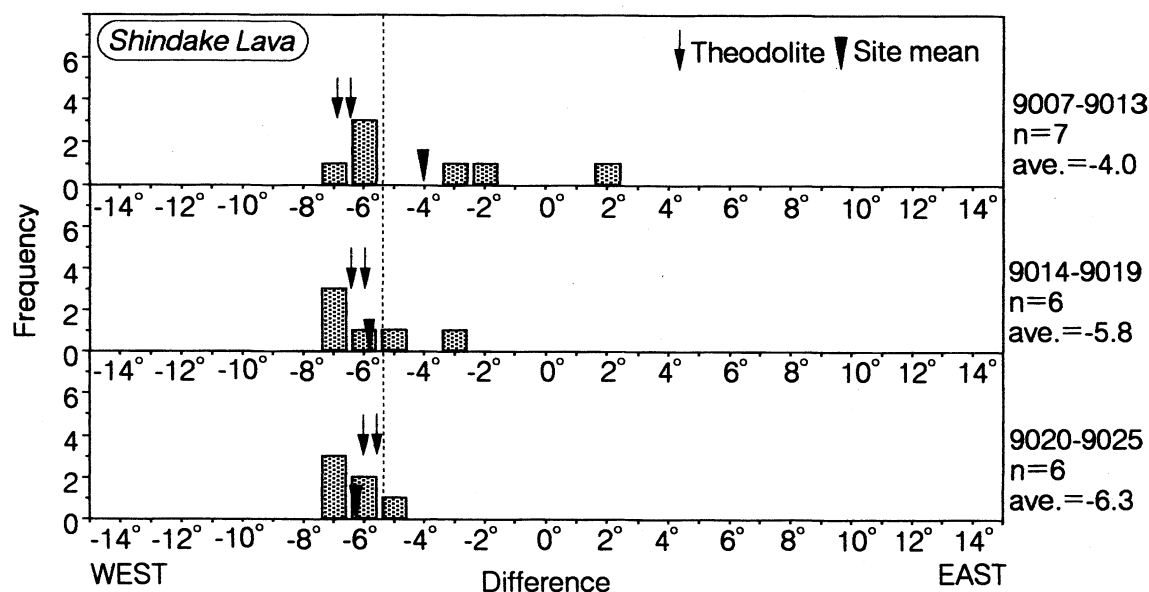 Shindake Lava
Theodolite Site mean
6
4
2
0
-14° -12° -10° -8° -6° -4° -2° 0° 2° 4° 6° 8° 10° 12° 14°
9007-9013
n=7
ave.=-4.0
6
4
2
0
-14° -12° -10° -8° -6° -4° -2° 0° 2° 4° 6° 8° 10° 12° 14°
9014-9019
n=6
ave.=-5.8
Frequency
6
4
2
0
-14° -12° -10° -8° -6° -4° -2° 0° 2° 4° 6° 8° 10° 12° 14°
9020-9025
n=6
ave.=-6.3
WEST Difference EAST